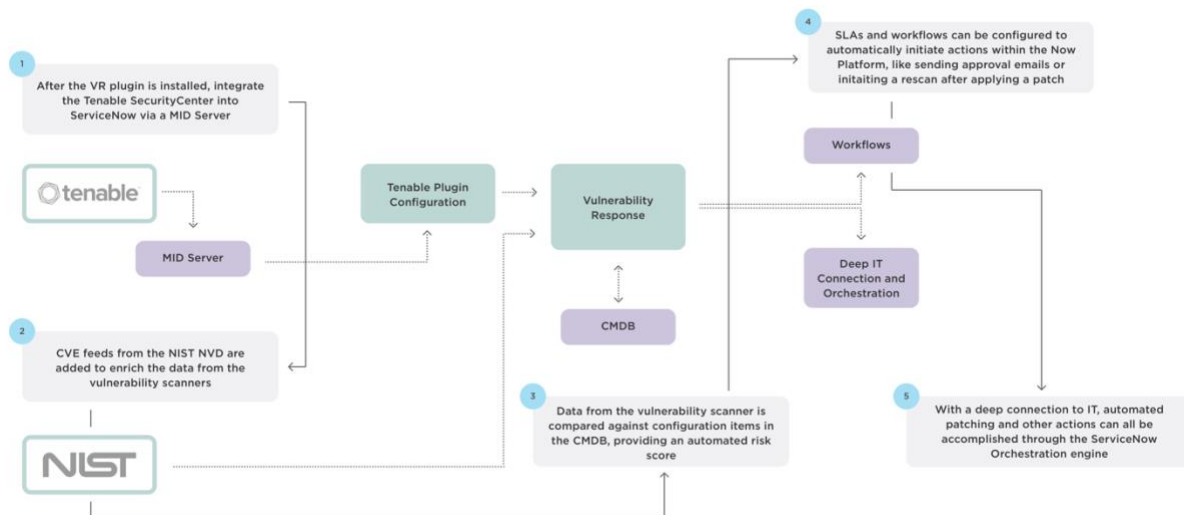 1
After the VR plugin is installed, integrate
the Tenable SecurityCenter into
ServiceNow via a MID Server
tenable
MID Server
2
CVE feeds from the NIST NVD are
added to enrich the data from the
vulnerability scanners
NIST
Tenable Plugin
Configuration
Vulnerability
Response
CMDB
3
Data from the vulnerability scanner is
compared against configuration items in
the CMDB, providing an automated risk
score
4
SLAs and workflows can be configured to
automatically initiate actions within the Now
Platform, like sending approval emails or
initaiting a rescan after applying a patch
Workflows
Deep IT
Connection and
Orchestration
5
With a deep connection to IT, automated
patching and other actions can all be
accomplished through the ServiceNow
Orchestration engine